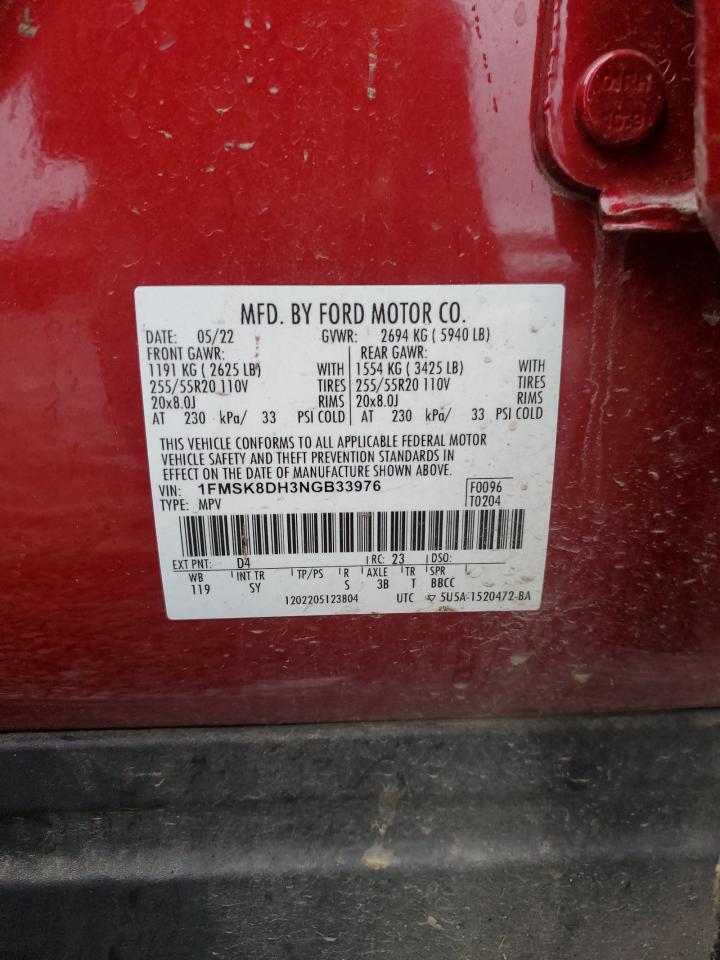 MFD. BY FORD MOTOR CO.
DATE: 05/22 GVWR: 2694 KG ( 5940 LB)
FRONT GAWR: REAR GAWR:
1191 KG ( 2625 LB) WITH 1554 KG ( 3425 LB) WITH
255/55R20 110V TIRES 255/55R20 110V TIRES
20x8.0J RIMS 20x8.0J RIMS
AT 230 kPa/ 33 PSI COLD AT 230 kPa/ 33 PSI COLD
THIS VEHICLE CONFORMS TO ALL APPLICABLE FEDERAL MOTOR
VEHICLE SAFETY AND THEFT PREVENTION STANDARDS IN
EFFECT ON THE DATE OF MANUFACTURE SHOWN ABOVE.
VIN: 1FMSK8DH3NGB33976 F0096
TYPE: MPV T0204
EXT PNT: D4 RC: 23 DSO:
WB INT TR TP/PS R AXLE TR SPR
119 SY S 3B T BBCC
1202205123804 UTC 5U5A-1520472-BA